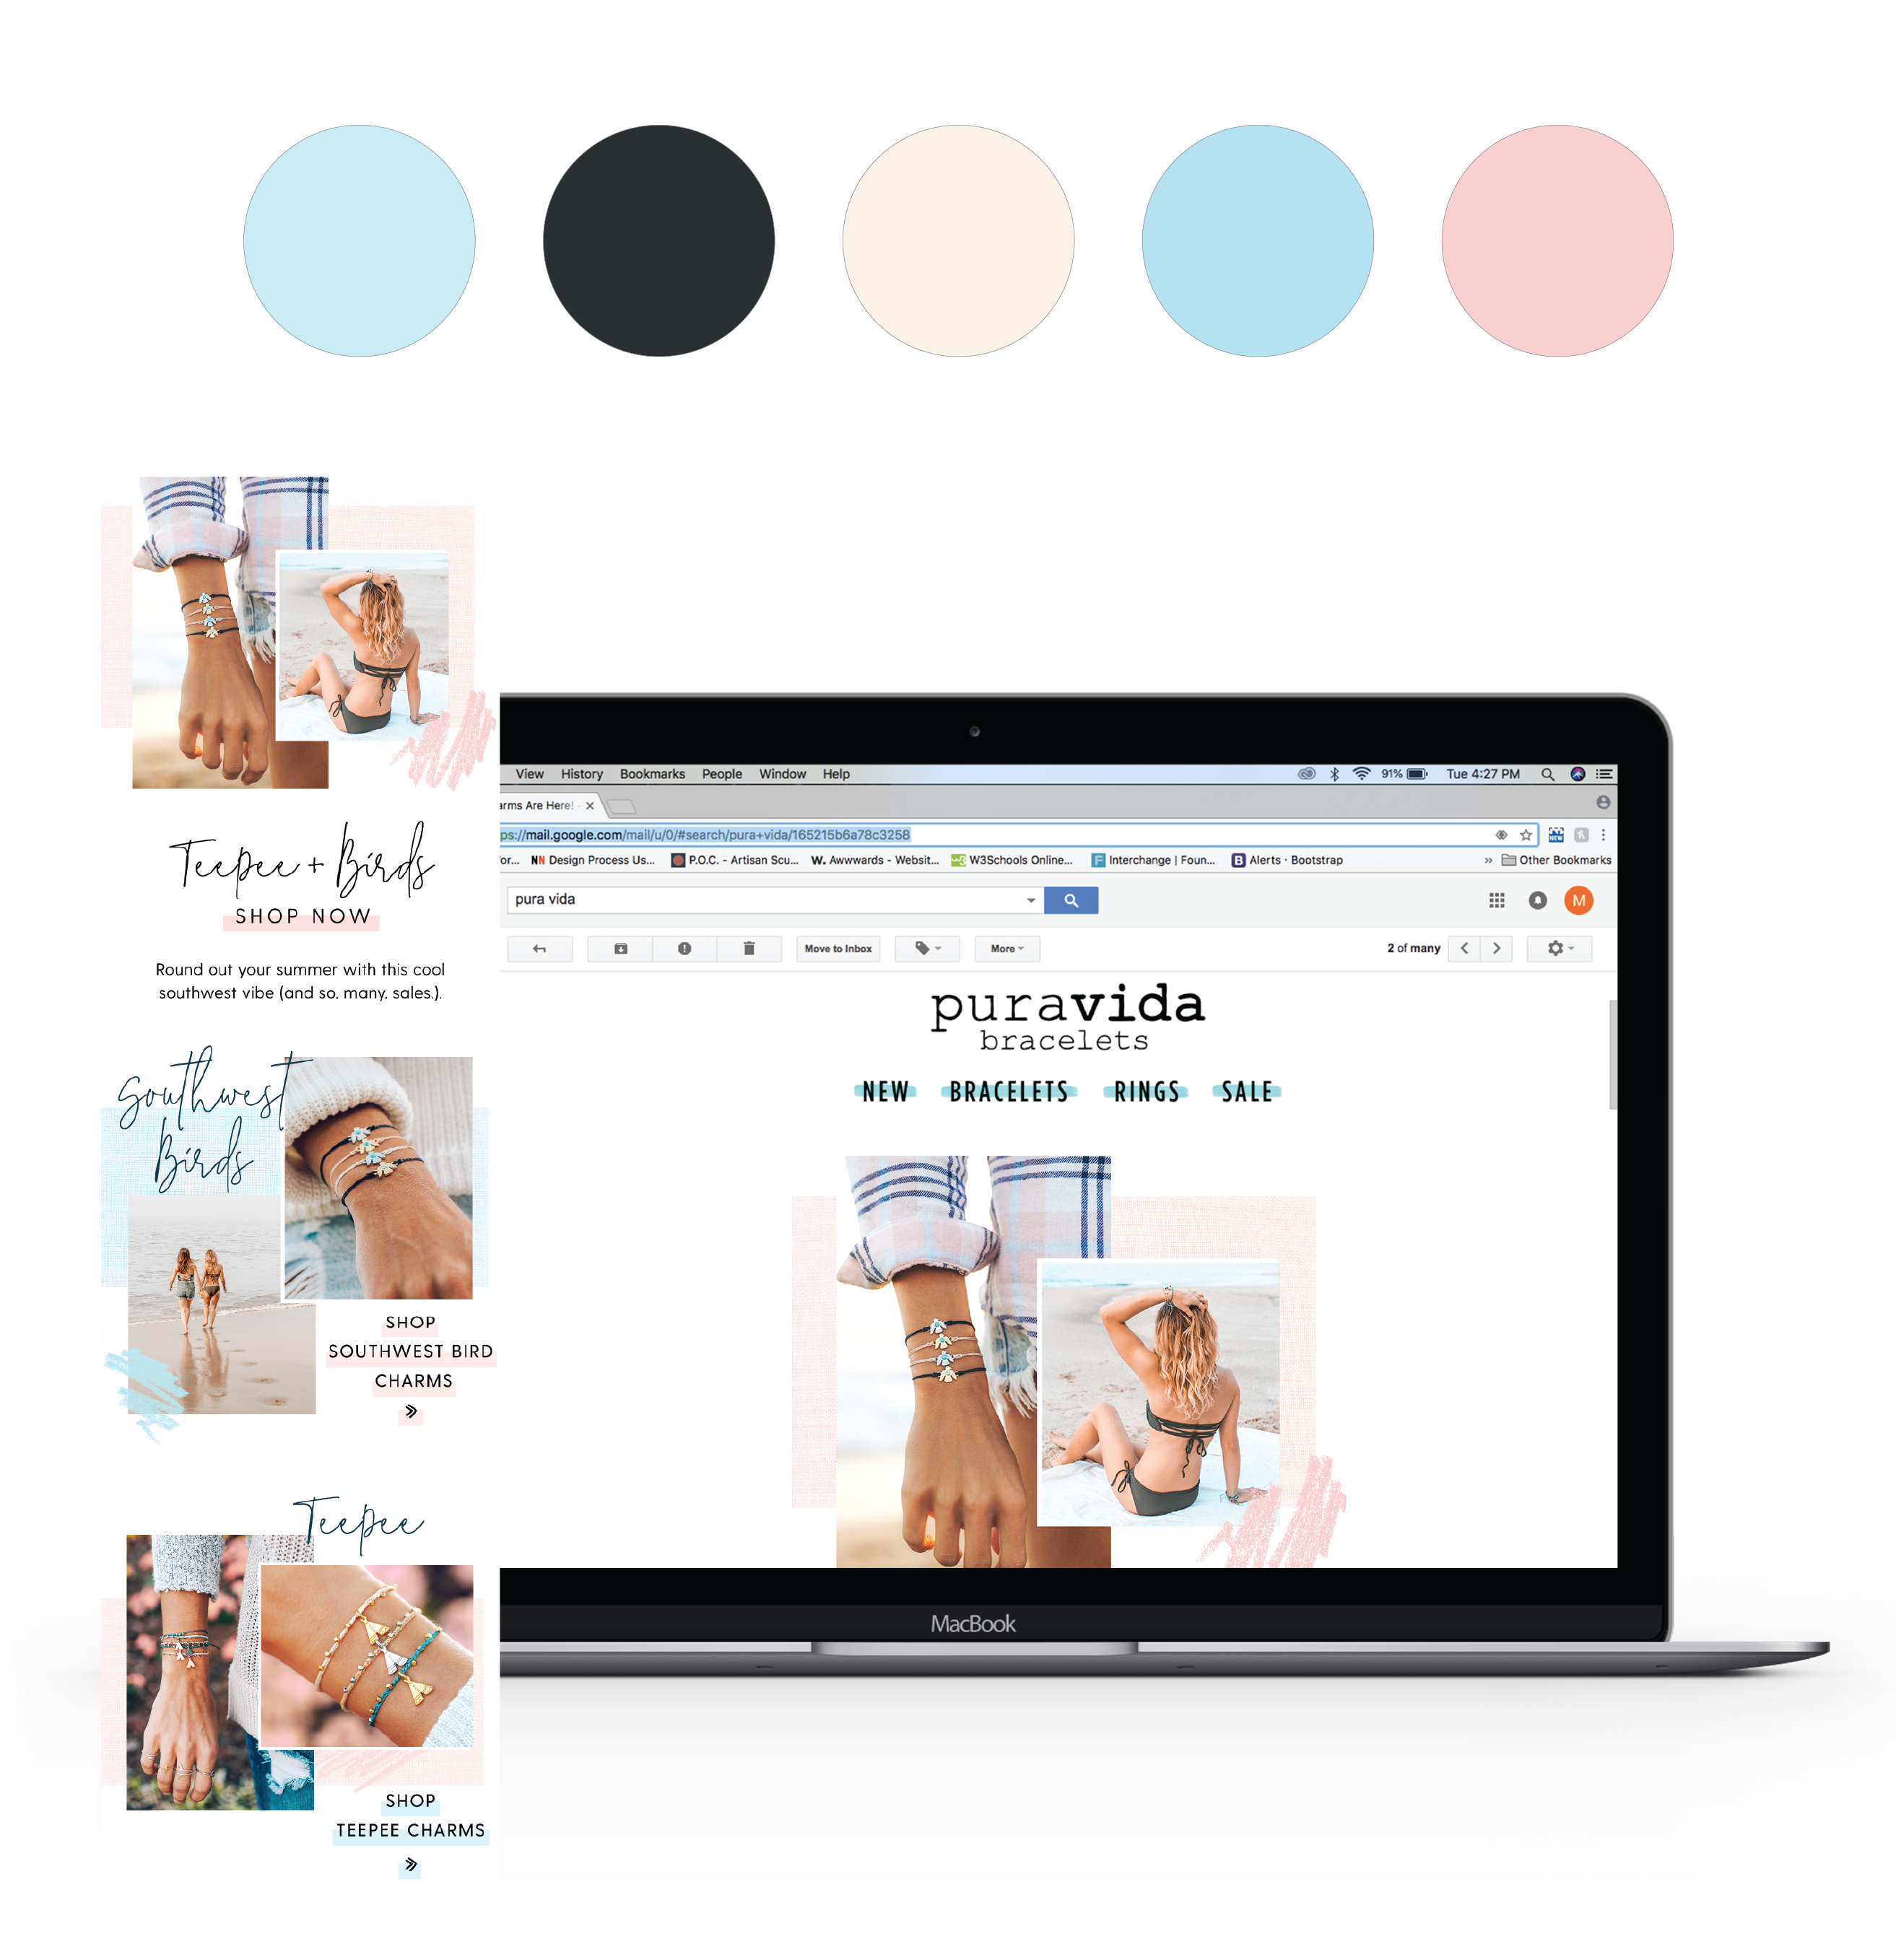 Teepee + Birds
SHOP NOW
Round out your summer with this cool
southwest vibe (and so. many. sales.).
Southwest
Birds
SHOP
SOUTHWEST BIRD
CHARMS
»
Teepee
SHOP
TEEPEE CHARMS
»
View History Bookmarks People Window Help 91% Tue 4:27 PM
arms Are Here! - ×
ps://mail.google.com/mail/u/0/#search/pura+vida/165215b6a78c3258
or... NN Design Process Us... P.O.C. - Artisan Scu... W. Awwwards - Websit... W3Schools Online... F Interchange | Foun... B Alerts · Bootstrap » Other Bookmarks
pura vida M
Move to Inbox More 2 of many
puravida
bracelets
NEW BRACELETS RINGS SALE
MacBook